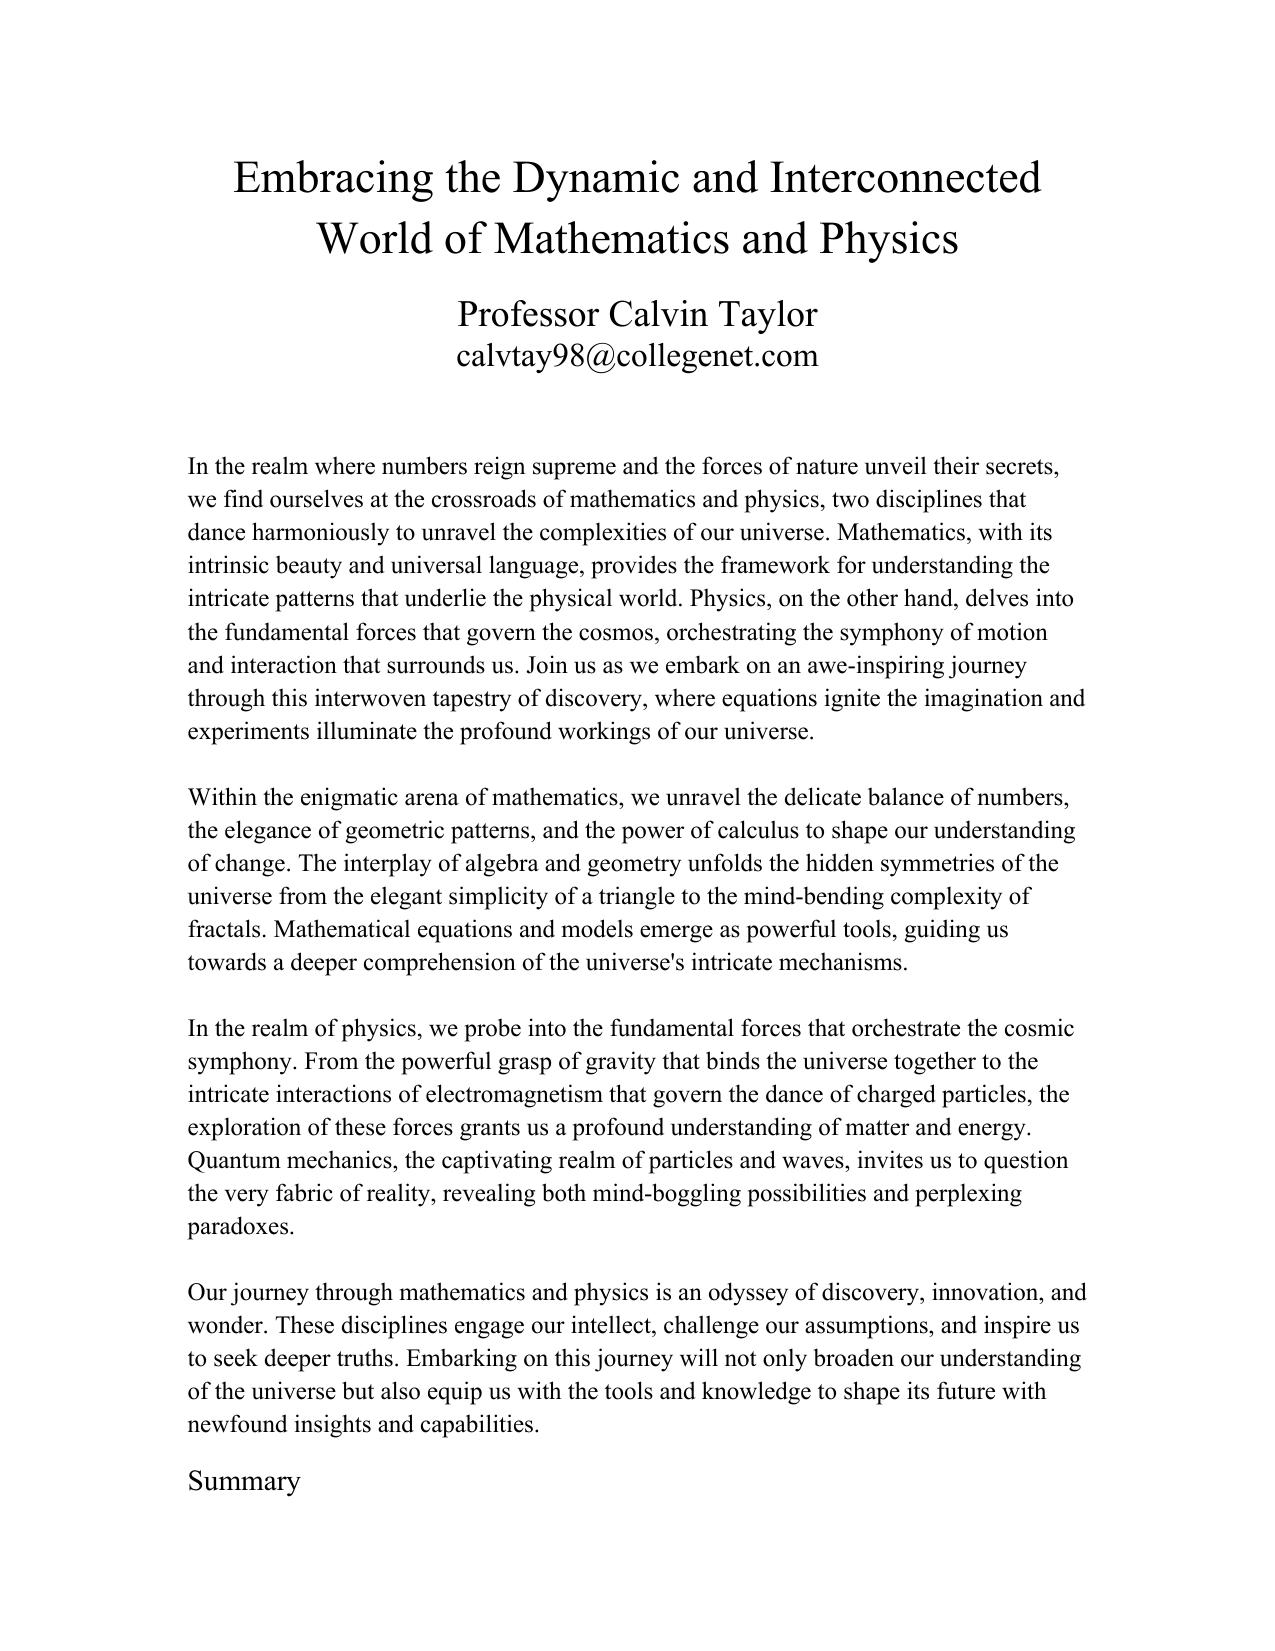 Embracing the Dynamic and Interconnected
World of Mathematics and Physics
Professor Calvin Taylor
calvtay98@collegenet.com
In the realm where numbers reign supreme and the forces of nature unveil their secrets,
we find ourselves at the crossroads of mathematics and physics, two disciplines that
dance harmoniously to unravel the complexities of our universe. Mathematics, with its
intrinsic beauty and universal language, provides the framework for understanding the
intricate patterns that underlie the physical world. Physics, on the other hand, delves into
the fundamental forces that govern the cosmos, orchestrating the symphony of motion
and interaction that surrounds us. Join us as we embark on an awe-inspiring journey
through this interwoven tapestry of discovery, where equations ignite the imagination and
experiments illuminate the profound workings of our universe.
Within the enigmatic arena of mathematics, we unravel the delicate balance of numbers,
the elegance of geometric patterns, and the power of calculus to shape our understanding
of change. The interplay of algebra and geometry unfolds the hidden symmetries of the
universe from the elegant simplicity of a triangle to the mind-bending complexity of
fractals. Mathematical equations and models emerge as powerful tools, guiding us
towards a deeper comprehension of the universe's intricate mechanisms.
In the realm of physics, we probe into the fundamental forces that orchestrate the cosmic
symphony. From the powerful grasp of gravity that binds the universe together to the
intricate interactions of electromagnetism that govern the dance of charged particles, the
exploration of these forces grants us a profound understanding of matter and energy.
Quantum mechanics, the captivating realm of particles and waves, invites us to question
the very fabric of reality, revealing both mind-boggling possibilities and perplexing
paradoxes.
Our journey through mathematics and physics is an odyssey of discovery, innovation, and
wonder. These disciplines engage our intellect, challenge our assumptions, and inspire us
to seek deeper truths. Embarking on this journey will not only broaden our understanding
of the universe but also equip us with the tools and knowledge to shape its future with
newfound insights and capabilities.
Summary